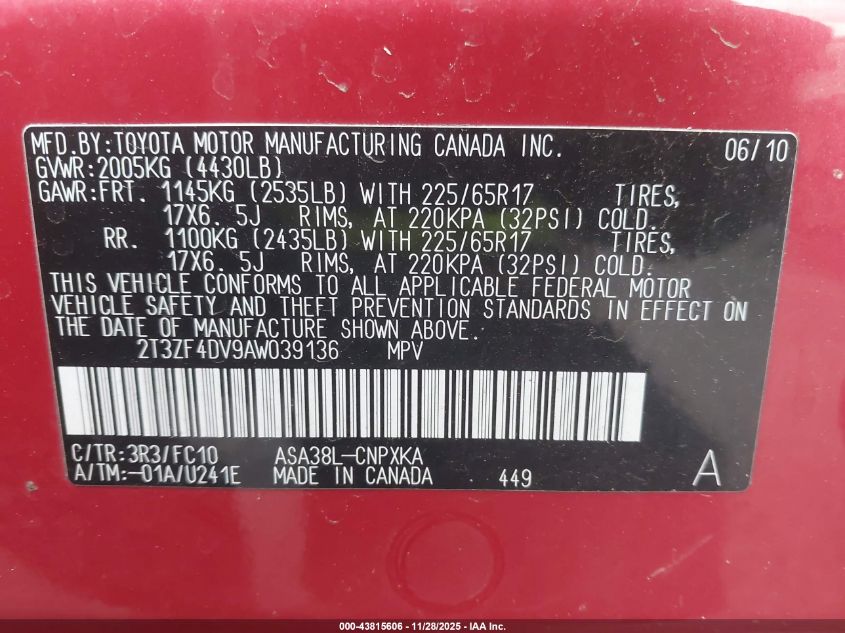 MFD.BY:TOYOTA MOTOR MANUFACTURING CANADA INC. 06/10
GVWR:2005KG (4430LB)
GAWR:FRT. 1145KG (2535LB) WITH 225/65R17 TIRES,
17X6. 5J RIMS, AT 220KPA (32PSI) COLD.
RR. 1100KG (2435LB) WITH 225/65R17 TIRES,
17X6. 5J RIMS, AT 220KPA (32PSI) COLD.
THIS VEHICLE CONFORMS TO ALL APPLICABLE FEDERAL MOTOR
VEHICLE SAFETY AND THEFT PREVENTION STANDARDS IN EFFECT ON
THE DATE OF MANUFACTURE SHOWN ABOVE.
2T3ZF4DV9AW039136 MPV
C/TR:3R3/FC10 ASA38L-CNPXKA
A/TM:-01A/U241E MADE IN CANADA 449 A
000-43815606 - 11/28/2025 - IAA Inc.